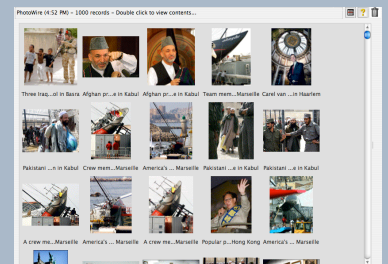 PhotoWire (4:52 PM) - 1000 records - Double click to view contents...
Three Iraq...ol in Basra Afghan pr...e in Kabul Afghan pr...e in Kabul Team mem...Marseille Carel van ...in Haarlem
Pakistani ...n in Kabul Crew mem...Marseille America's ... Marseille Pakistani ...e in Kabul Pakistani ...e in Kabul
A crew me...Marseille America's ... Marseille A crew me...Marseille Popular p...Hong Kong America's ... Marseille